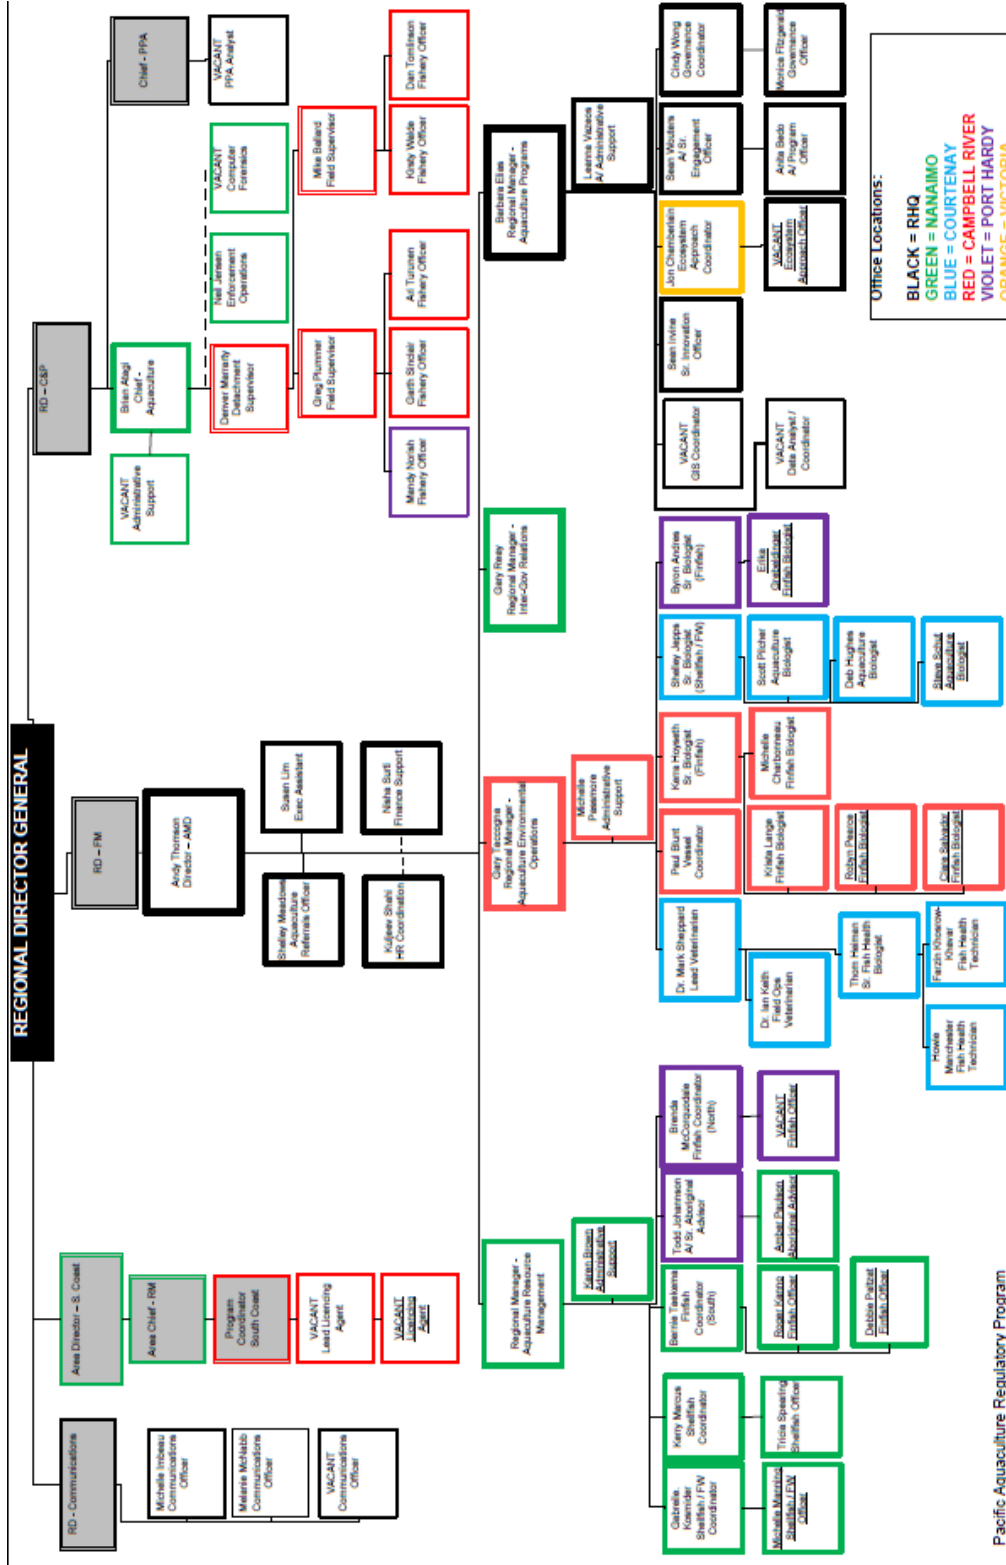 REGIONAL DIRECTOR GENERAL
RD - Communications
Michelle Imbeau
Communications
Officer
Melanie McNabb
Communications
Officer
VACANT
Communications
Officer
Area Director – S. Coast
Area Chief - RM
Program
Coordinator
South Coast
VACANT
Lead Licencing
Agent
VACANT
Licencing
Agent
RD – FM
Andy Thomson
Director – AMD
Shelley Meadows
Aquaculture
Referrals Officer
Susan Lim
Exec Assistant
Kuljeev Shahi
HR Coordination
Nisha Surti
Finance Support
RD – C&P
VACANT
Administrative
Support
Brian Atagi
Chief -
Aquaculture
Chief - PPA
VACANT
PPA Analyst
Denver Marrarty
Detachment
Supervisor
Neil Jensen
Enforcement
Operations
VACANT
Computer
Forensics
Greg Plummer
Field Supervisor
Mike Ballard
Field Supervisor
Mandy Norish
Fishery Officer
Garth Sinclair
Fishery Officer
Ari Turunen
Fishery Officer
Kirsty Walde
Fishery Officer
Dan Tomlinson
Fishery Officer
Regional Manager -
Aquaculture Resource
Management
Karen Brown
Administrative
Support
Gabrielle
Kosmider
Shellfish / FW
Coordinator
Kerry Marcus
Shellfish
Coordinator
Bernie Taekema
Finfish
Coordinator
(South)
Todd Johannson
A/ Sr. Aboriginal
Advisor
Brenda
McCorquodale
Finfish Coordinator
(North)
Michelle Manning
Shellfish / FW
Officer
Tricia Spearing
Shellfish Officer
Roger Kanno
Finfish Officer
Amber Paulson
Aboriginal Advisor
VACANT
Finfish Officer
Debbie Paltzat
Finfish Officer
Gary Taccogna
Regional Manager -
Aquaculture Environmental
Operations
Michelle
Passmore
Administrative
Support
Dr. Mark Sheppard
Lead Veterinarian
Paul Blunt
Vessel
Coordinator
Kerra Hoyseth
Sr. Biologist
(Finfish)
Shelley Jepps
Sr. Biologist
(Shellfish / FW)
Byron Andres
Sr. Biologist
(Finfish)
Dr. Ian Keith
Field Ops
Veterinarian
Krista Lange
Finfish Biologist
Michelle
Charbonneau
Finfish Biologist
Scott Pilcher
Aquaculture
Biologist
Erika
Grebeldinger
Finfish Biologist
Thom Heiman
Sr. Fish Health
Biologist
Robyn Pearce
Finfish Biologist
Deb Hughes
Aquaculture
Biologist
Howie
Manchester
Fish Health
Technician
Farzin Khosrow-
Khavar
Fish Health
Technician
Clare Salvador
Finfish Biologist
Steve Schut
Aquaculture
Biologist
Gary Reay
Regional Manager -
Inter-Gov Relations
Barbara Elias
Regional Manager -
Aquaculture Programs
Leanna Vazeos
A/ Administrative
Support
VACANT
GIS Coordinator
Sean Irvine
Sr. Innovation
Officer
Jon Chamberlain
Ecosystem
Approach
Coordinator
Sean Wouters
A/ Sr.
Engagement
Officer
Cindy Wong
Governance
Coordinator
VACANT
Data Analyst /
Coordinator
VACANT
Ecosystem
Approach Officer
Anita Bedo
A/ Program
Officer
Monica Fitzgerald
Governance
Officer
Office Locations:
BLACK = RHQ
GREEN = NANAIMO
BLUE = COURTENAY
RED = CAMPBELL RIVER
VIOLET = PORT HARDY
ORANGE = VICTORIA
Pacific Aquaculture Regulatory Program